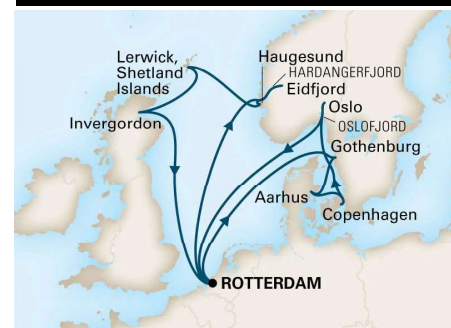 Lerwick,
Shetland
Islands
Haugesund
HARDANGERFJORD
Eidfjord
Oslo
OSLOFJORD
Invergordon
Gothenburg
Aarhus
Copenhagen
ROTTERDAM